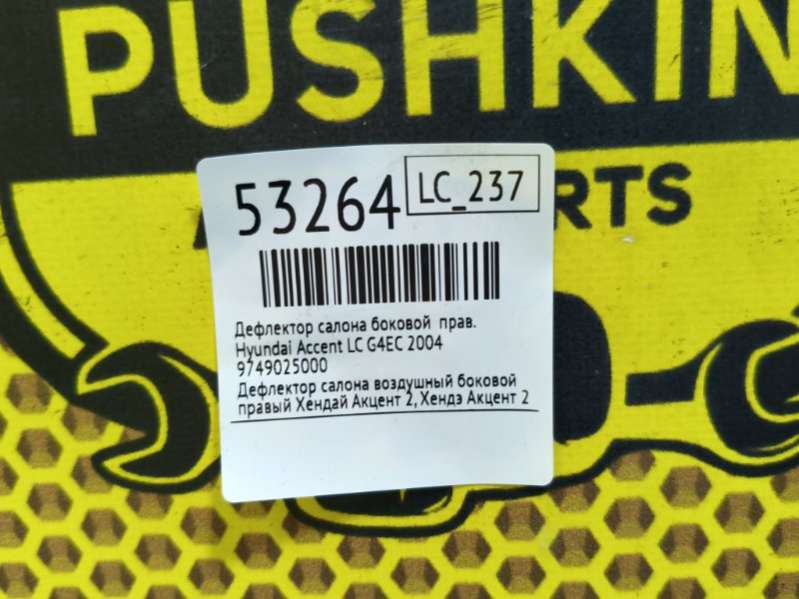 PUSHKIN
53264
LC_237
RTS
Дефлектор салона боковой прав.
Hyundai Accent LC G4EC 2004
9749025000
Дефлектор салона воздушный боковой
правый Хендай Акцент 2, Хендэ Акцент 2